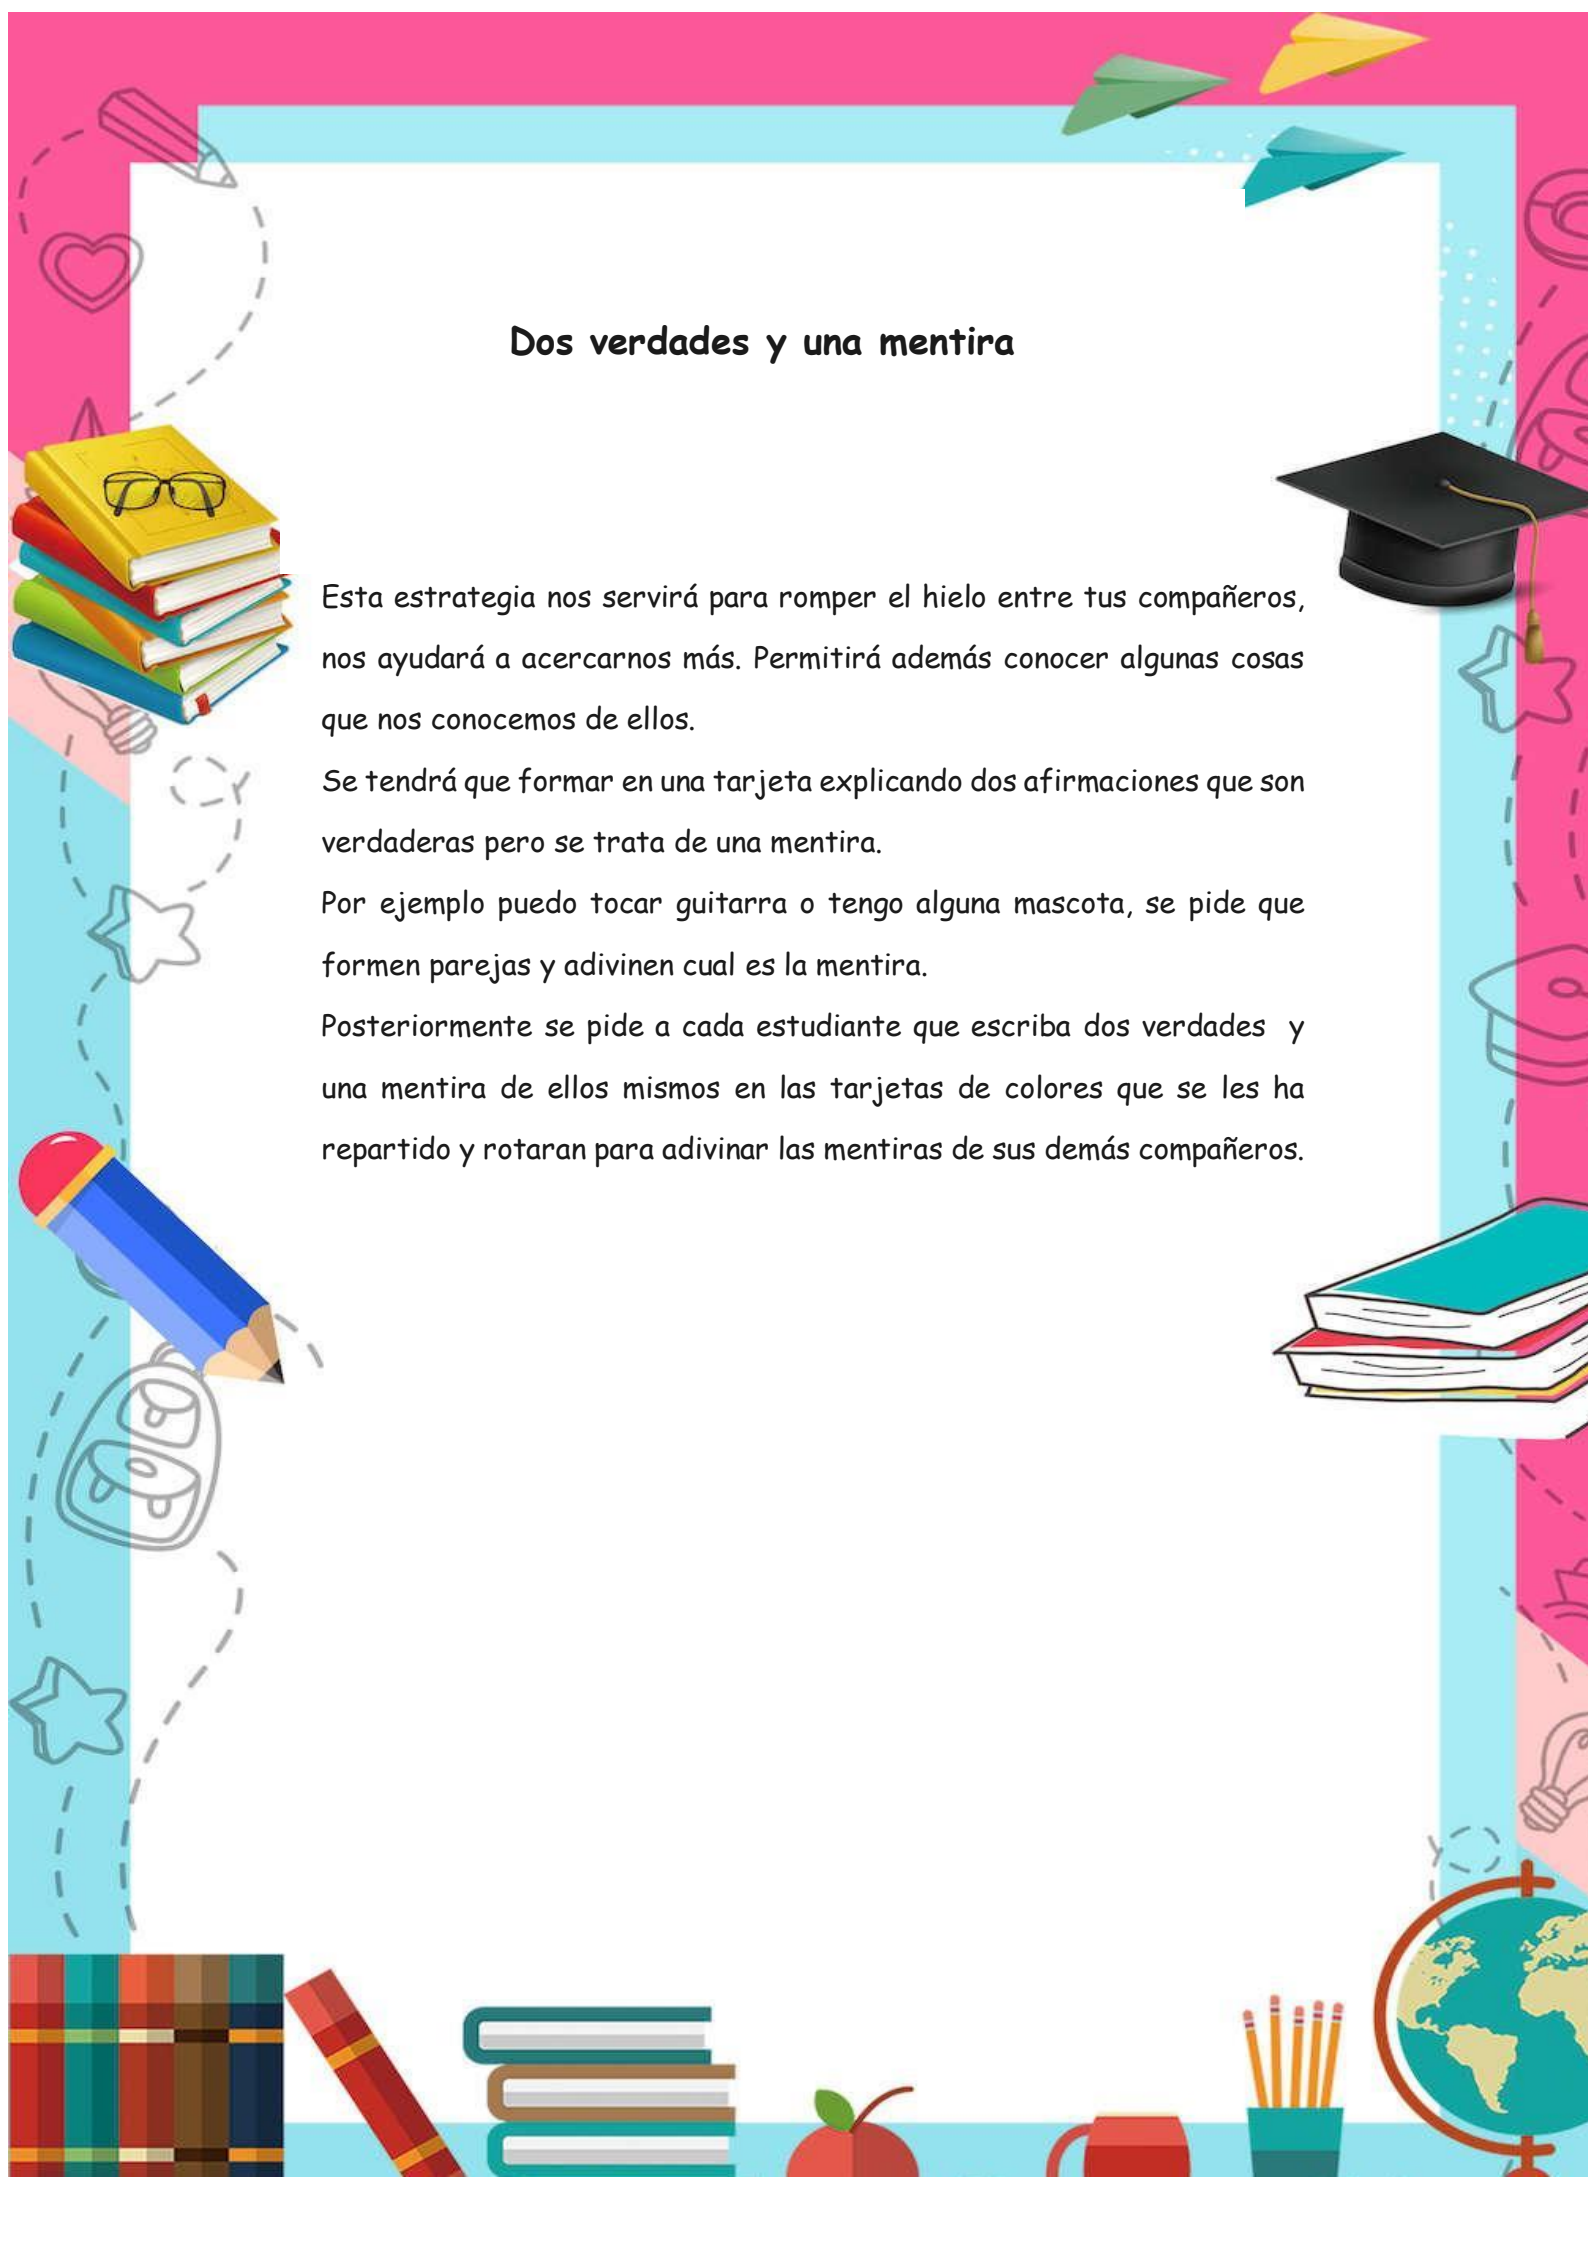 Dos verdades y una mentira
Esta estrategia nos servirá para romper el hielo entre tus compañeros,
nos ayudará a acercarnos más. Permitirá además conocer algunas cosas
que nos conocemos de ellos.
Se tendrá que formar en una tarjeta explicando dos afirmaciones que son
verdaderas pero se trata de una mentira.
Por ejemplo puedo tocar guitarra o tengo alguna mascota, se pide que
formen parejas y adivinen cual es la mentira.
Posteriormente se pide a cada estudiante que escriba dos verdades y
una mentira de ellos mismos en las tarjetas de colores que se les ha
repartido y rotaran para adivinar las mentiras de sus demás compañeros.